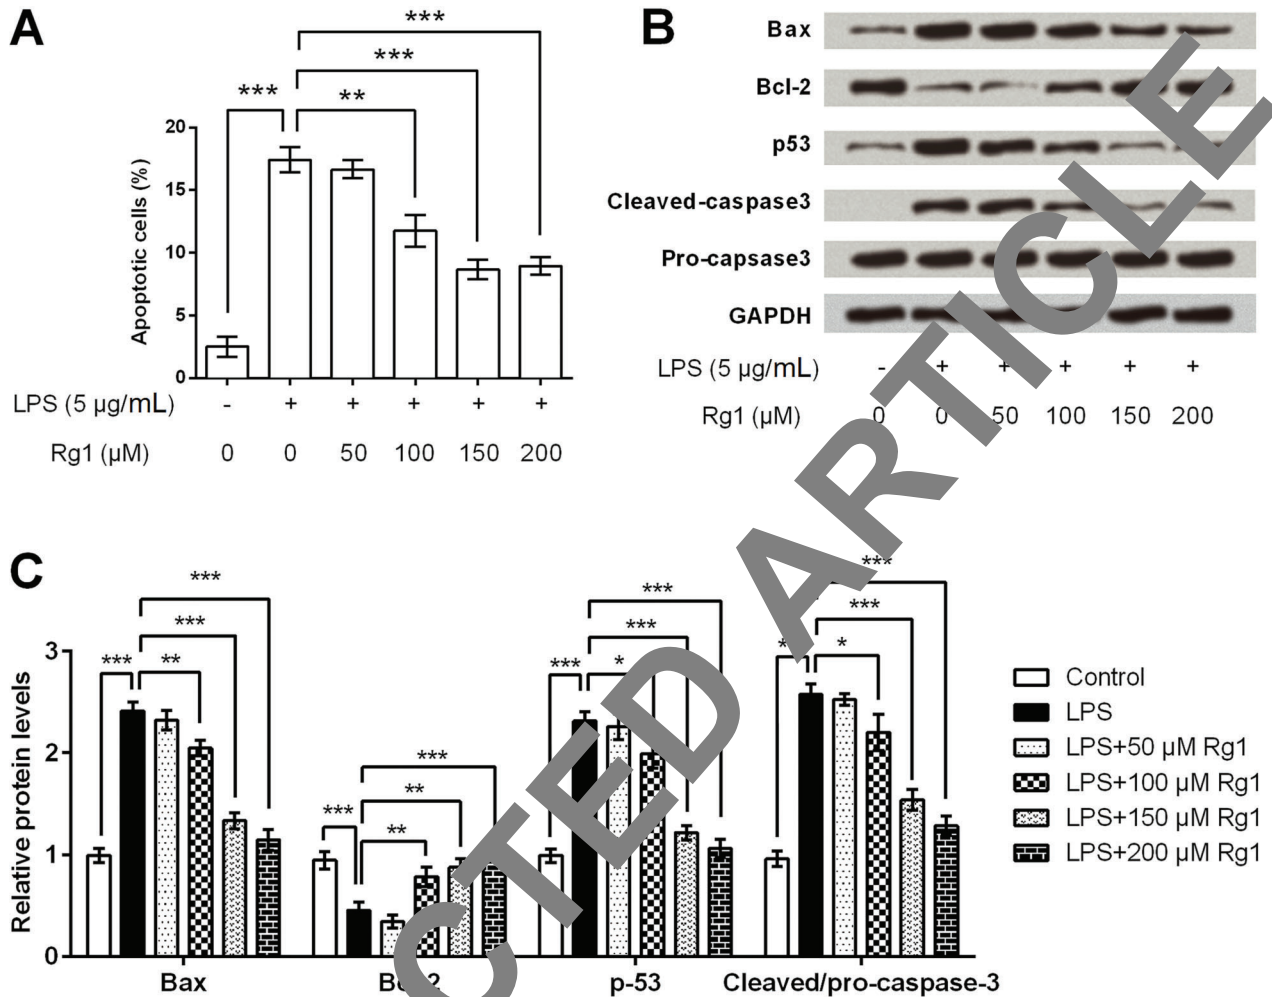 A
***
***
*** **
20
15
10
5
0
Apoptotic cells (%)
LPS (5 µg/mL) - + + + + +
Rg1 (µM) 0 0 50 100 150 200
B
Bax
Bcl-2
p53
Cleaved-caspase3
Pro-capsase3
GAPDH
LPS (5 µg/mL) - + + + + +
Rg1 (µM) 0 0 50 100 150 200
C
Relative protein levels
3
2
1
0
***
***
*** **
***
**
***
**
***
***
*** *
***
***
*
Bax
p-53
Cleaved/pro-caspase-3
Control
LPS
LPS+50 µM Rg1
LPS+100 µM Rg1
LPS+150 µM Rg1
LPS+200 µM Rg1
CTED ARTICLE